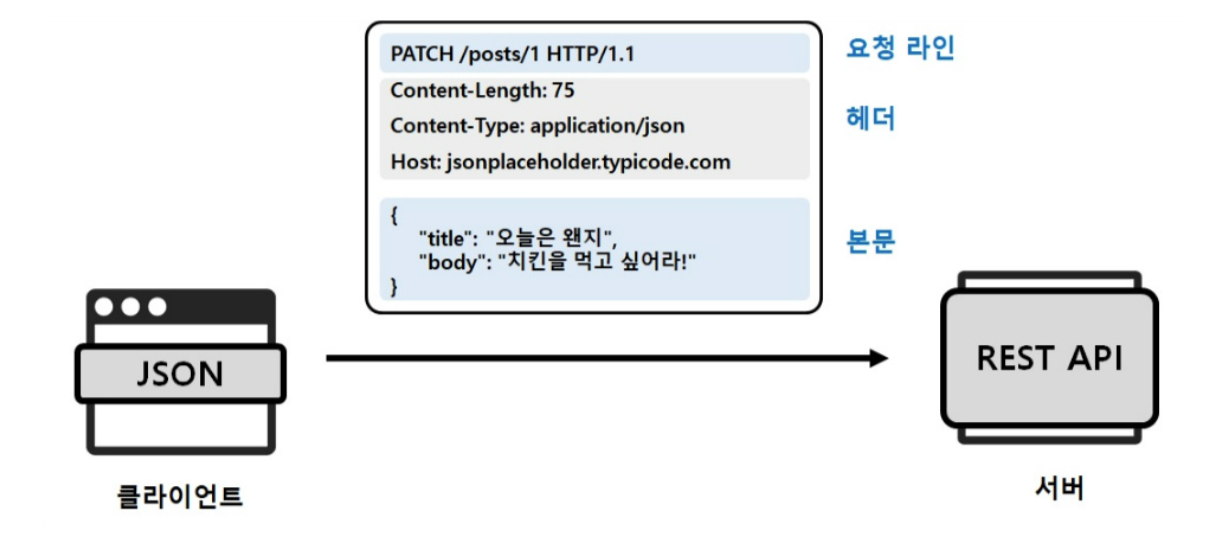 PATCH /posts/1 HTTP/1.1
요청 라인
Content-Length: 75
Content-Type: application/json
Host: jsonplaceholder.typicode.com
헤더
{
"title": "오늘은 왠지",
"body": "치킨을 먹고 싶어라!"
}
본문
JSON
클라이언트
REST API
서버